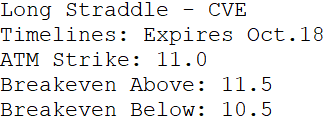 Long Straddle - CVE
Timelines: Expires Oct.18
ATM Strike: 11.0
Breakeven Above: 11.5
Breakeven Below: 10.5